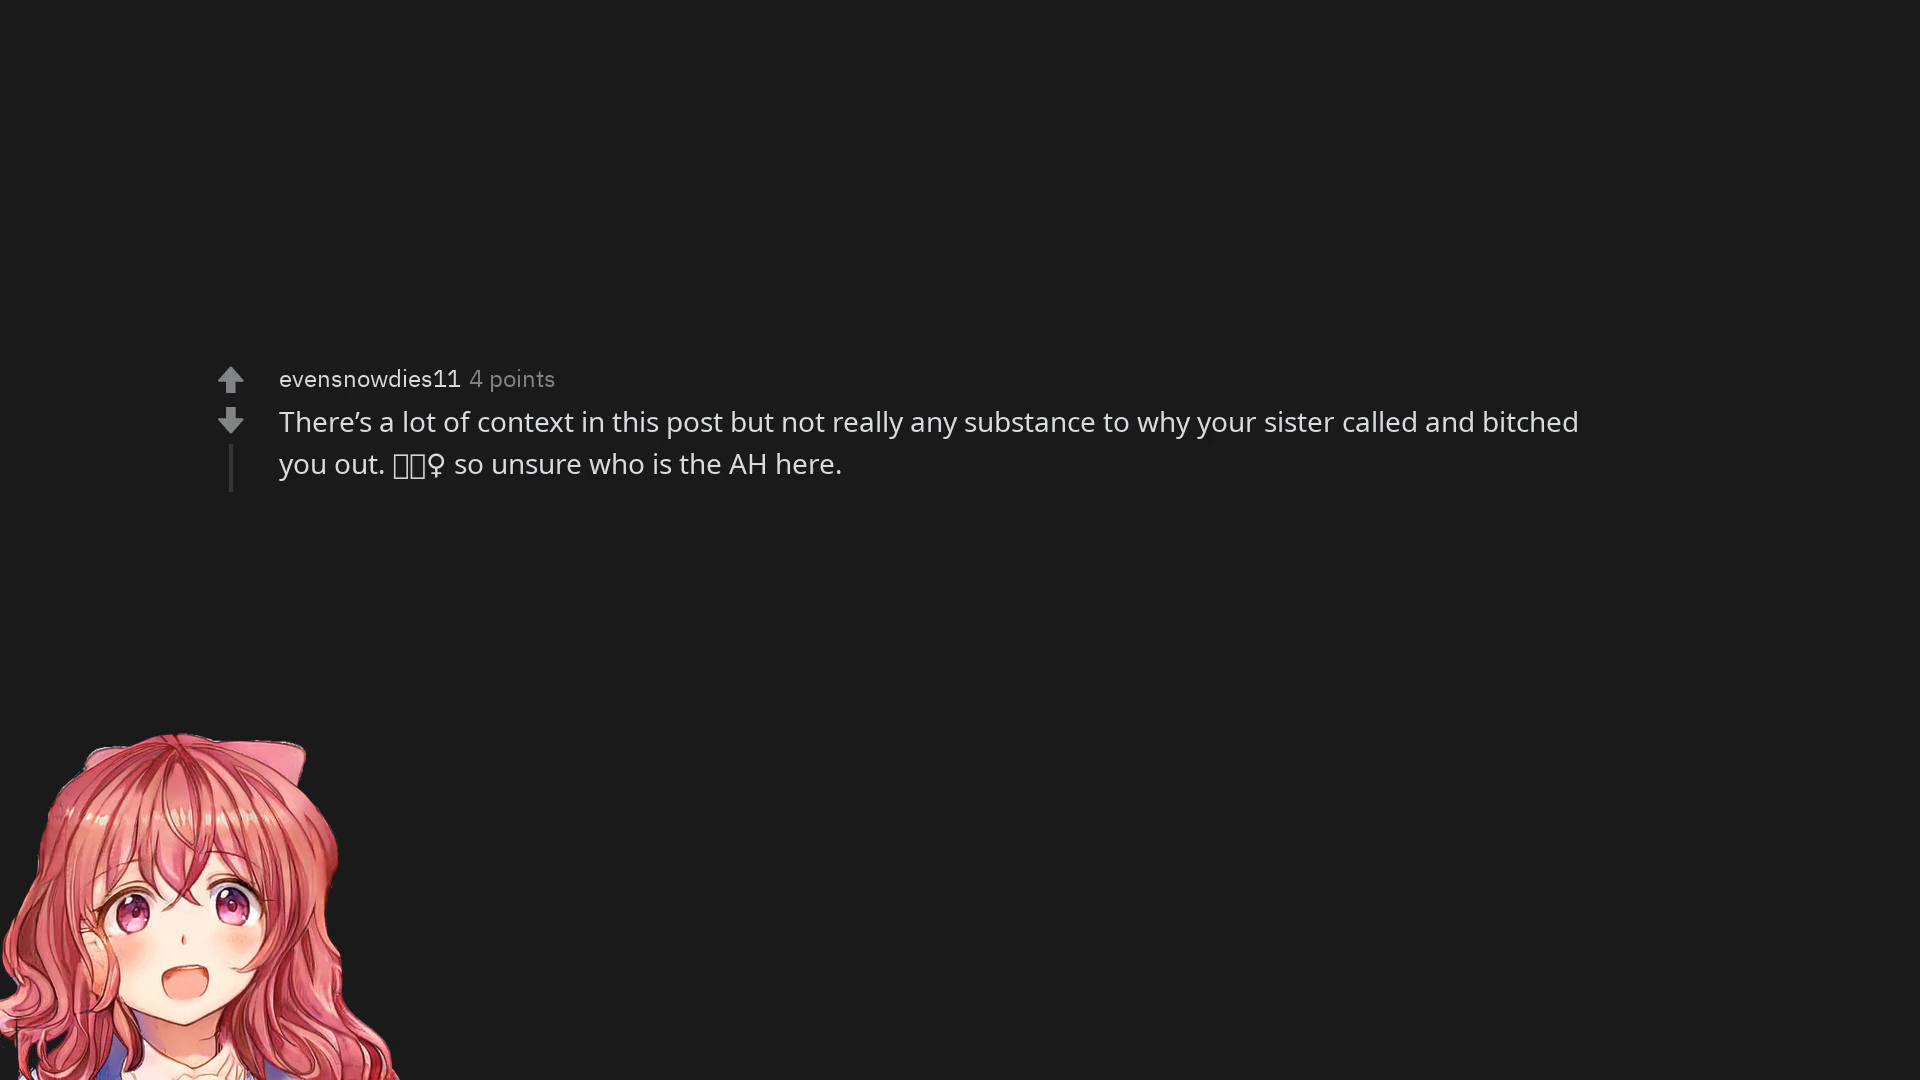 evensnowdies11 4 points
There’s a lot of context in this post but not really any substance to why your sister called and bitched
you out. □□♀ so unsure who is the AH here.